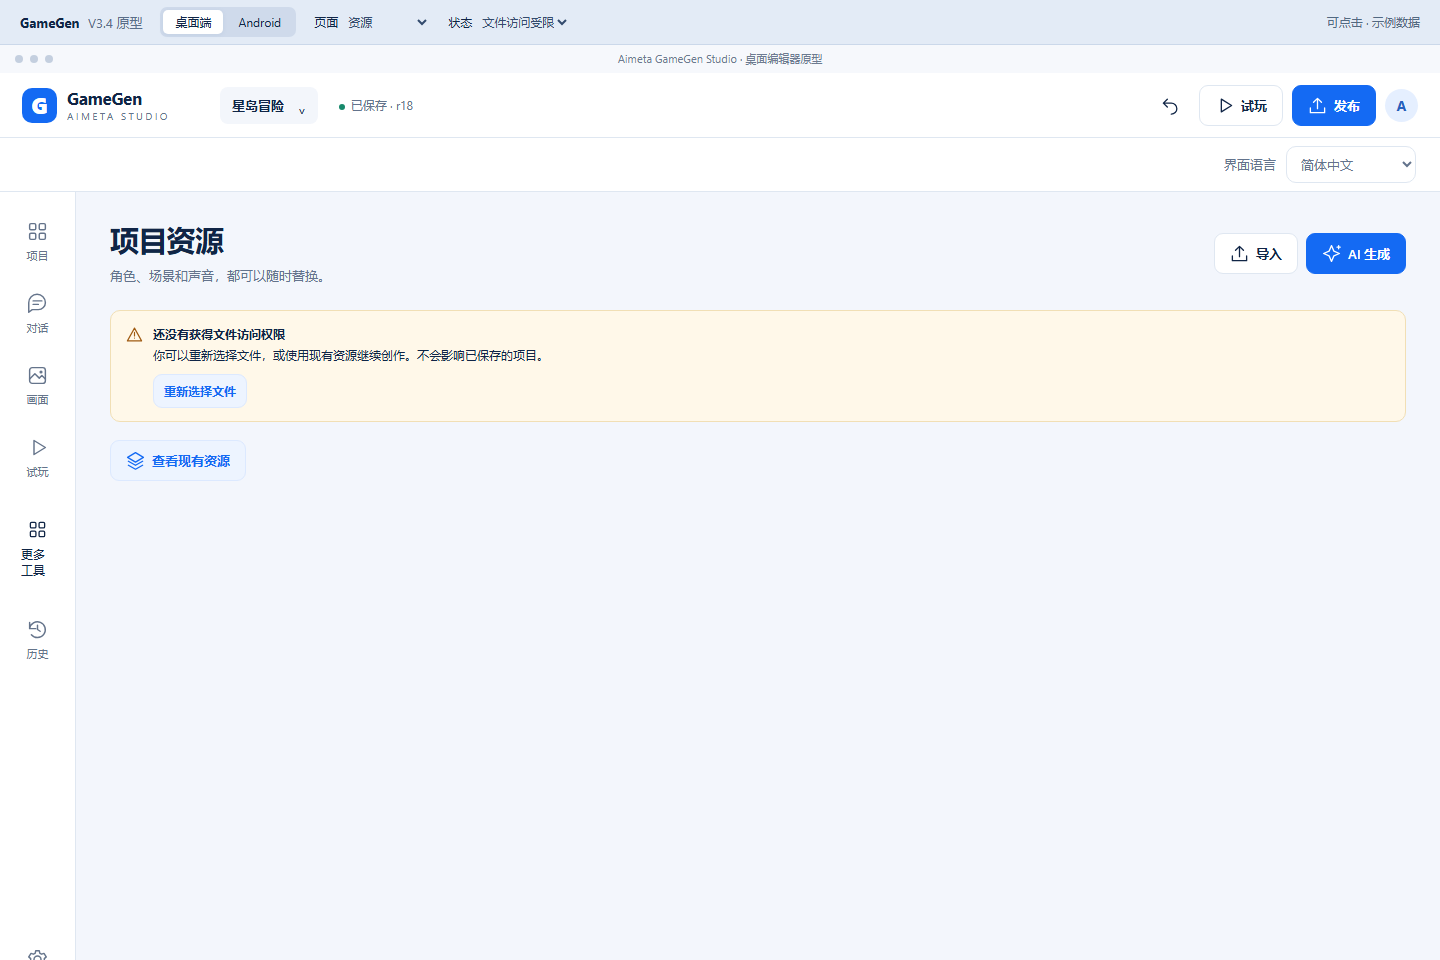 GameGen V3.4 原型 桌面端 Android 页面 资源 状态 文件访问受限 可点击 · 示例数据
Aimeta GameGen Studio · 桌面编辑器原型
G GameGen 星岛冒险 已保存 · r18 试玩 发布 A
AIMETA STUDIO
界面语言 简体中文
项目
对话
画面
试玩
更多
工具
历史
项目资源
角色、场景和声音，都可以随时替换。
导入 AI 生成
还没有获得文件访问权限
你可以重新选择文件，或使用现有资源继续创作。不会影响已保存的项目。
重新选择文件
查看现有资源